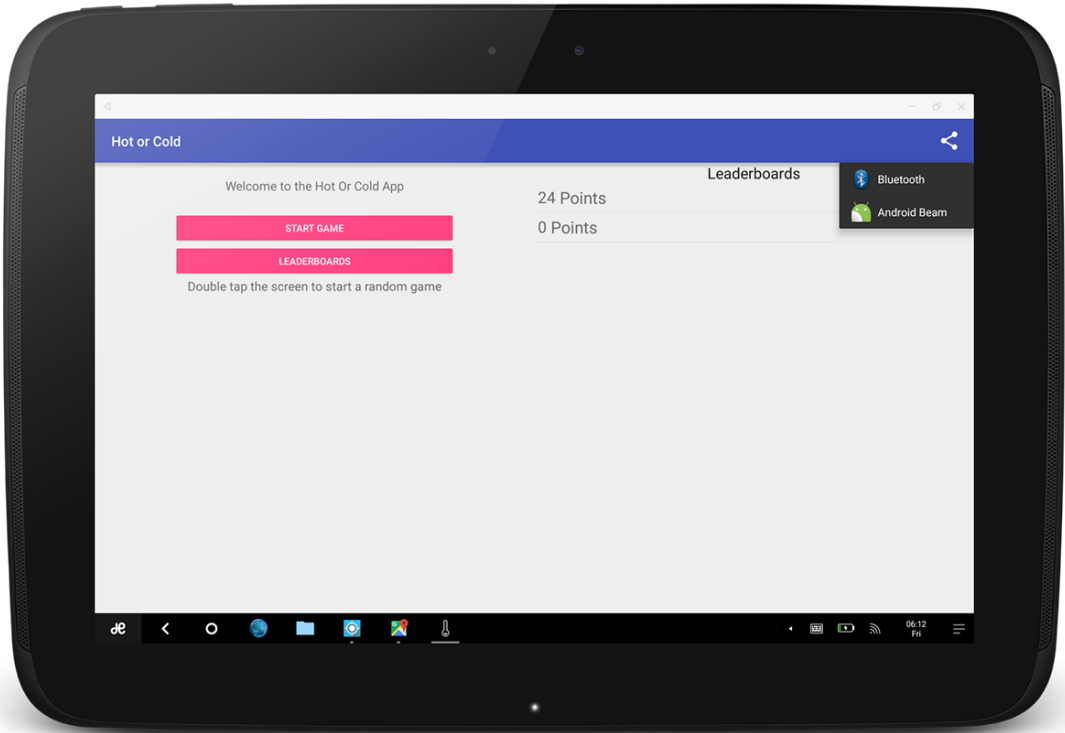 Hot or Cold
Welcome to the Hot Or Cold App
START GAME
LEADERBOARDS
Double tap the screen to start a random game
Leaderboards
24 Points
0 Points
Bluetooth
Android Beam
06:12
Fri